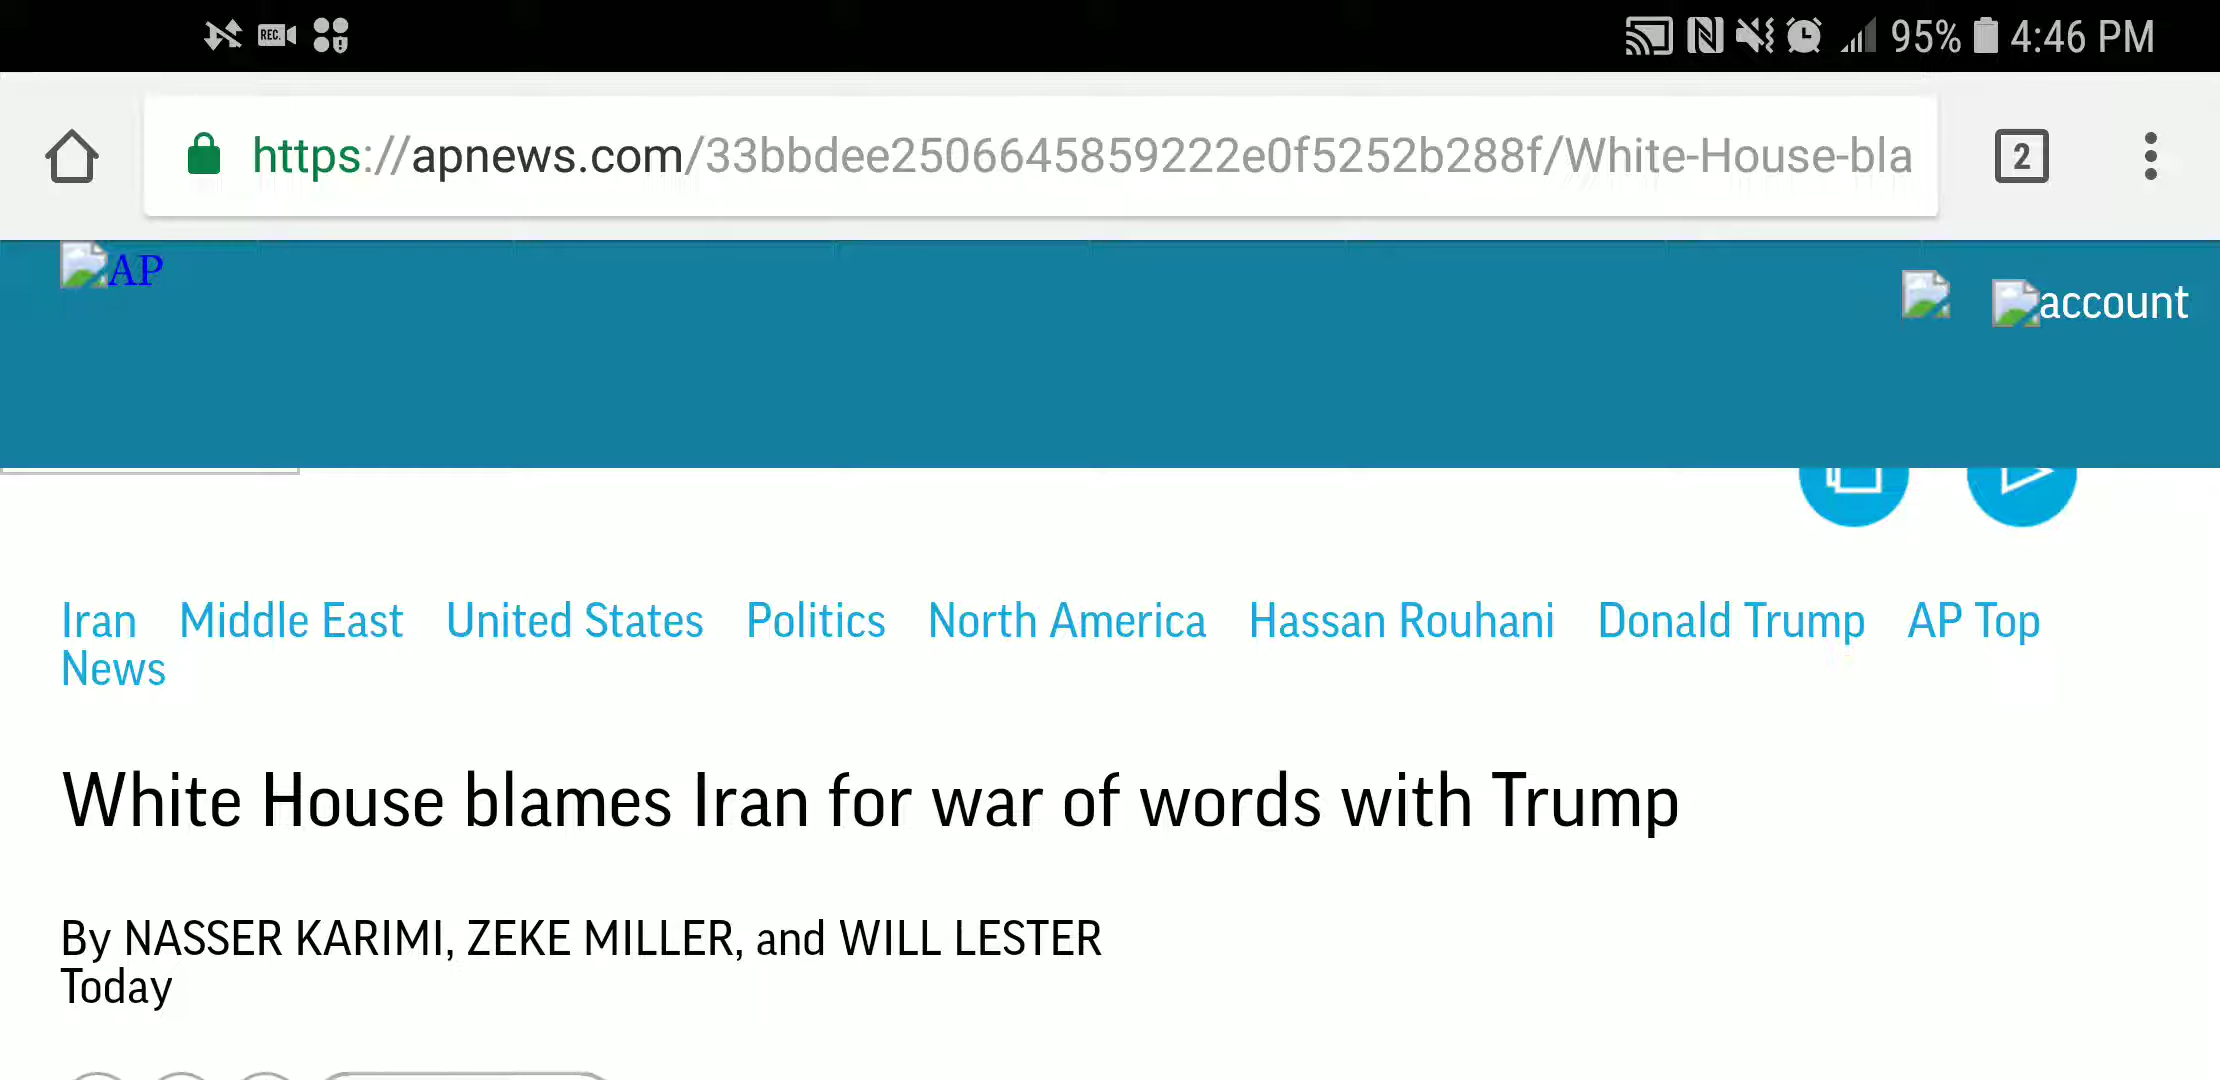 REC. 95% 4:46 PM
https://apnews.com/33bbdee2506645859222e0f5252b288f/White-House-bla 2
AP
account
Iran Middle East United States Politics North America Hassan Rouhani Donald Trump AP Top
News
White House blames Iran for war of words with Trump
By NASSER KARIMI, ZEKE MILLER, and WILL LESTER
Today